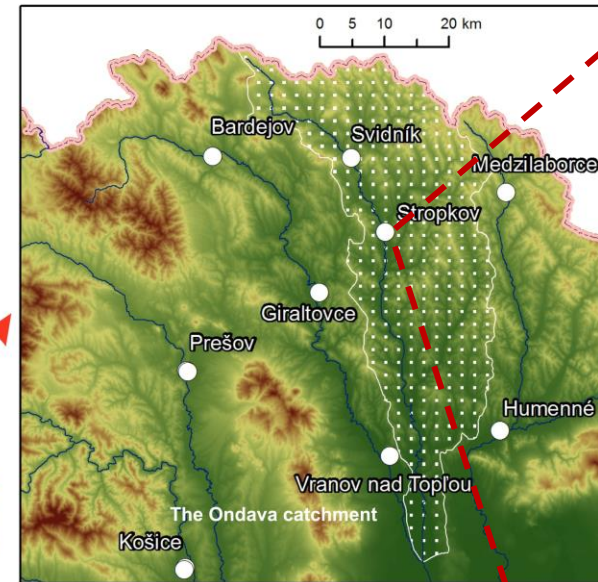 0 5 10 20 km
Bardejov
Svidník
Medzilaborce
Stropkov
Giraltovce
Prešov
Humenné
Vranov nad Topľou
The Ondava catchment
Košice